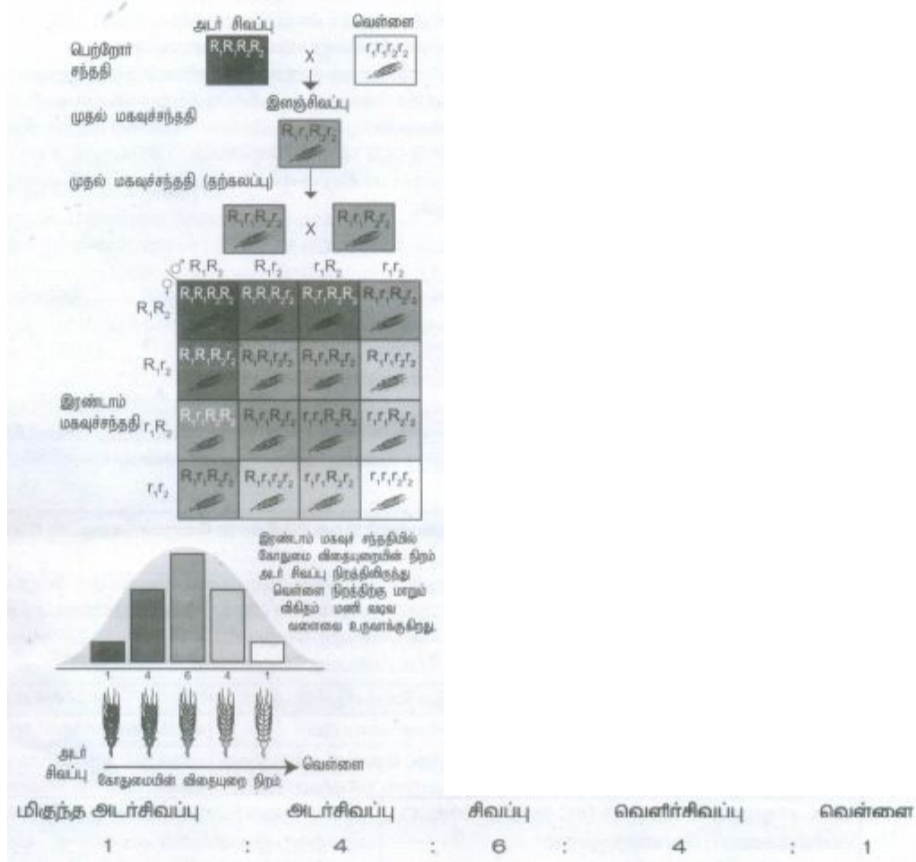 அடர் சிவப்பு வெள்ளை
பெற்றோர் சந்ததி
R₁R₁R₂R₂ X r₁r₁r₂r₂
இளஞ்சிவப்பு
முதல் மகவுச்சந்ததி
R₁r₁R₂r₂
முதல் மகவுச்சந்ததி (தற்கலப்பு)
R₁r₁R₂r₂ X R₁r₁R₂r₂
♂ R₁R₂ R₁r₂ r₁R₂ r₁r₂
♀
R₁R₂ R₁R₁R₂R₂ R₁R₁R₂r₂ R₁r₁R₂R₂ R₁r₁R₂r₂
R₁r₂ R₁R₁R₂r₂ R₁R₁r₂r₂ R₁r₁R₂r₂ R₁r₁r₂r₂
இரண்டாம்
மகவுச்சந்ததி
r₁R₂ R₁r₁R₂R₂ R₁r₁R₂r₂ r₁r₁R₂R₂ r₁r₁R₂r₂
r₁r₂ R₁r₁R₂r₂ R₁r₁r₂r₂ r₁r₁R₂r₂ r₁r₁r₂r₂
இரண்டாம் மகவுச் சந்ததியில்
கோதுமை விதையுறையின் நிறம்
அடர் சிவப்பு நிறத்திலிருந்து
வெள்ளை நிறத்திற்கு மாறும்
விகிதம் மணி வடிவ
வளைவை உருவாக்குகிறது.
1 4 6 4 1
அடர்
சிவப்பு
வெள்ளை
கோதுமையின் விதையுறை நிறம்
மிகுந்த அடர்சிவப்பு அடர்சிவப்பு சிவப்பு வெளிர்சிவப்பு வெள்ளை
1 : 4 : 6 : 4 : 1